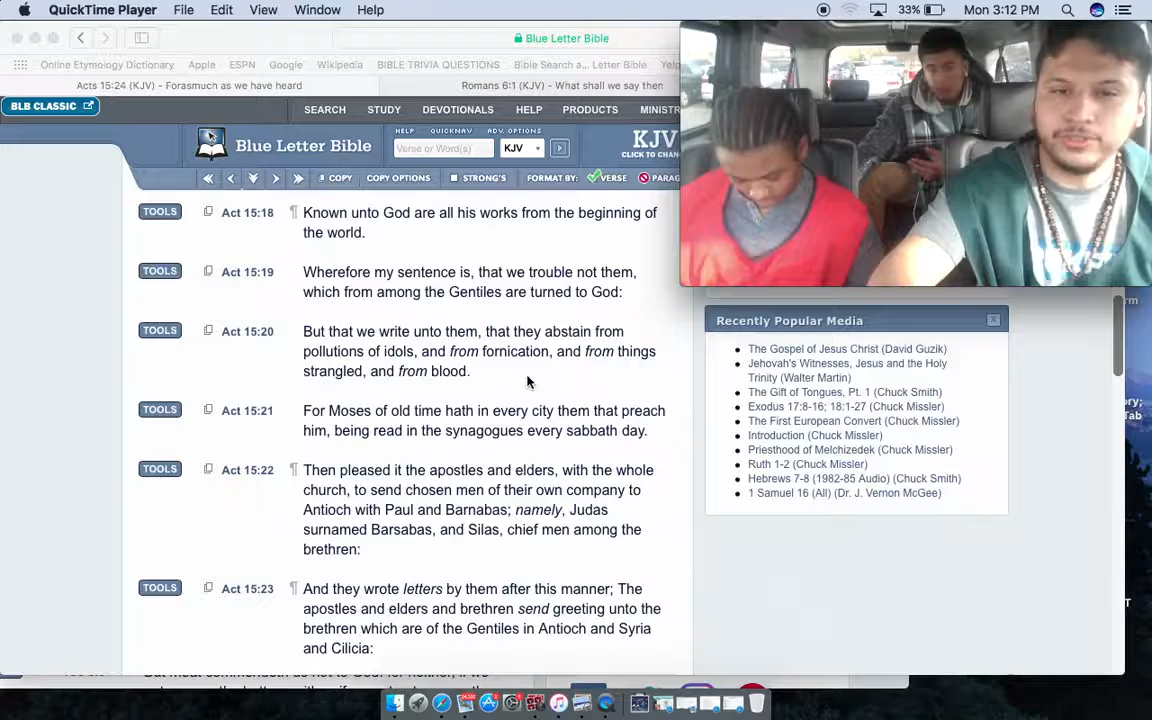 QuickTime Player File Edit View Window Help 33% Mon 3:12 PM
Blue Letter Bible
Online Etymology Dictionary Apple ESPN Google Wikipedia BIBLE TRIVIA QUESTIONS Bible Search a... Letter Bible Yelp
Acts 15:24 (KJV) - Forasmuch as we have heard Romans 6:1 (KJV) - What shall we say then
BLB CLASSIC SEARCH STUDY DEVOTIONALS HELP PRODUCTS MINISTR
HELP QUICKNAV ADV. OPTIONS
Blue Letter Bible Verse or Word(s) KJV KJV
CLICK TO CHAN
COPY COPY OPTIONS STRONG'S FORMAT BY: VERSE PARAG
TOOLS Act 15:18 ¶ Known unto God are all his works from the beginning of
the world.
TOOLS Act 15:19 Wherefore my sentence is, that we trouble not them,
which from among the Gentiles are turned to God:
TOOLS Act 15:20 But that we write unto them, that they abstain from
pollutions of idols, and from fornication, and from things
strangled, and from blood.
TOOLS Act 15:21 For Moses of old time hath in every city them that preach
him, being read in the synagogues every sabbath day.
TOOLS Act 15:22 ¶ Then pleased it the apostles and elders, with the whole
church, to send chosen men of their own company to
Antioch with Paul and Barnabas; namely, Judas
surnamed Barsabas, and Silas, chief men among the
brethren:
TOOLS Act 15:23 ¶ And they wrote letters by them after this manner; The
apostles and elders and brethren send greeting unto the
brethren which are of the Gentiles in Antioch and Syria
and Cilicia:
Recently Popular Media
The Gospel of Jesus Christ (David Guzik)
Jehovah's Witnesses, Jesus and the Holy
Trinity (Walter Martin)
The Gift of Tongues, Pt. 1 (Chuck Smith)
Exodus 17:8-16; 18:1-27 (Chuck Missler)
The First European Convert (Chuck Missler)
Introduction (Chuck Missler)
Priesthood of Melchizedek (Chuck Missler)
Ruth 1-2 (Chuck Missler)
Hebrews 7-8 (1982-85 Audio) (Chuck Smith)
1 Samuel 16 (All) (Dr. J. Vernon McGee)